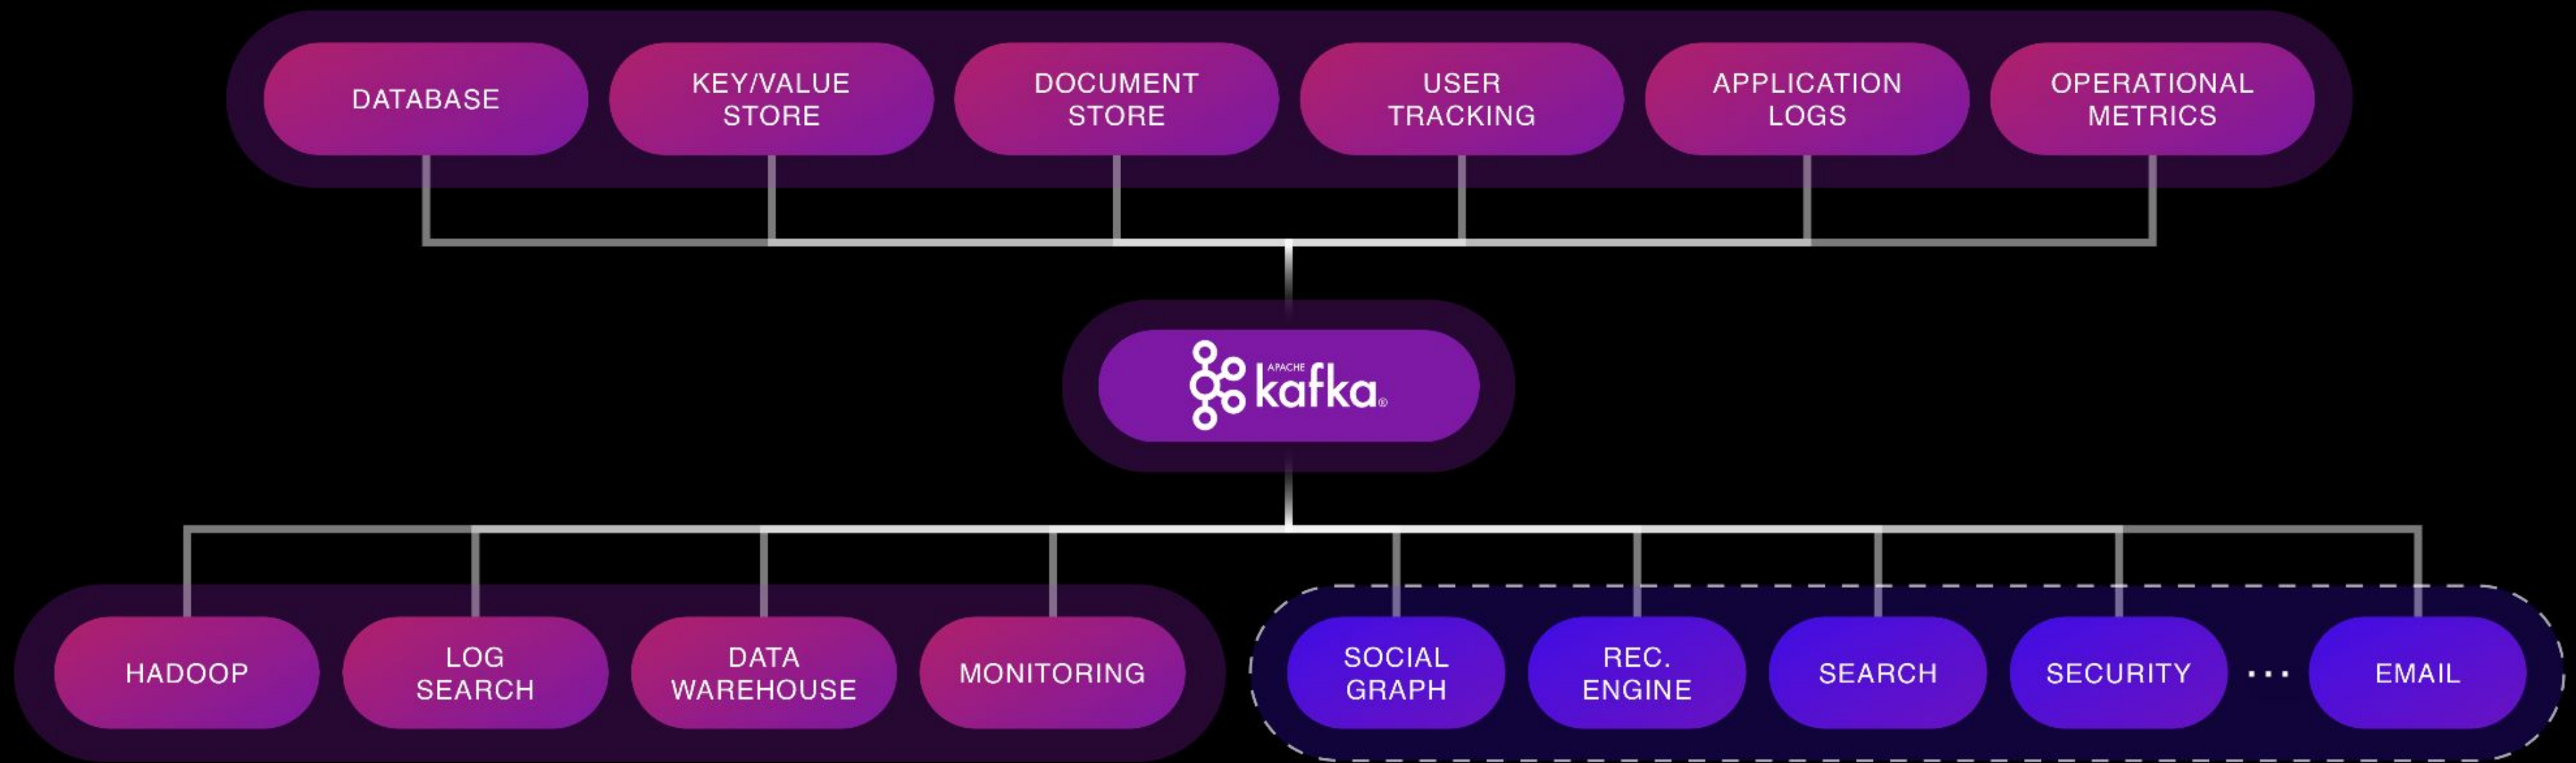 DATABASE
KEY/VALUE
STORE
DOCUMENT
STORE
USER
TRACKING
APPLICATION
LOGS
OPERATIONAL
METRICS
APACHE
kafka®
HADOOP
LOG
SEARCH
DATA
WAREHOUSE
MONITORING
SOCIAL
GRAPH
REC.
ENGINE
SEARCH
SECURITY
...
EMAIL